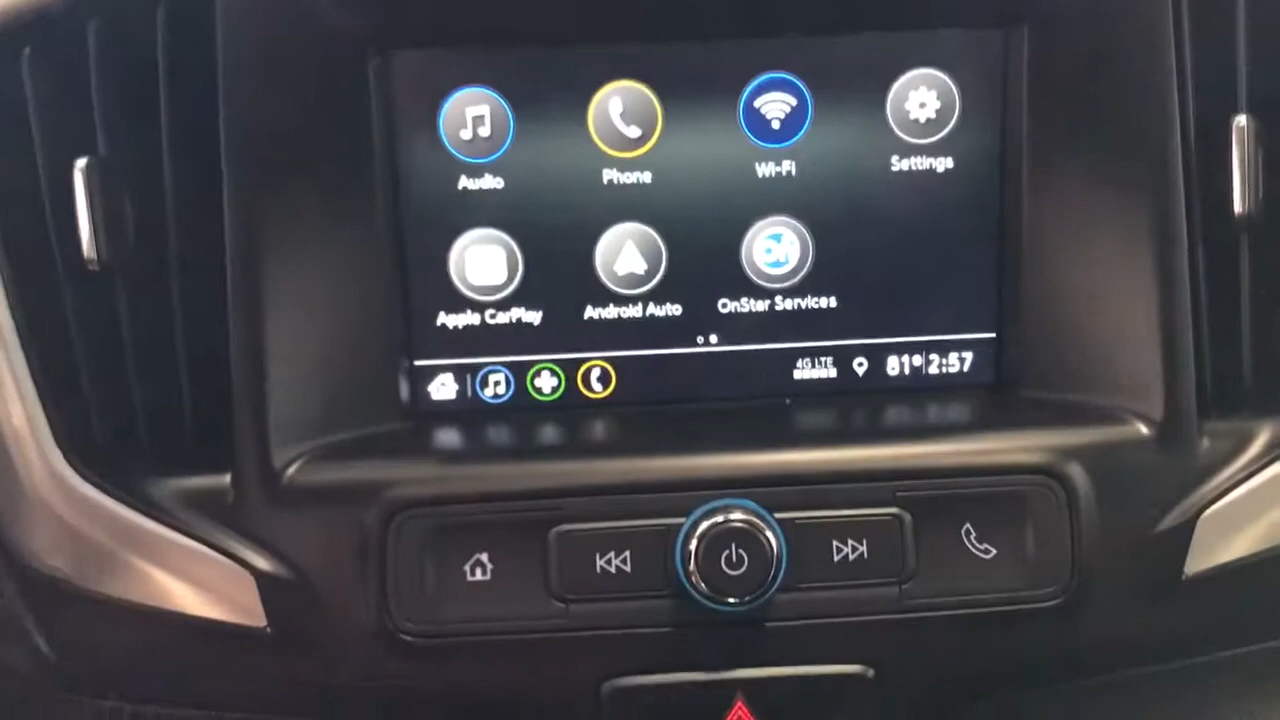 Audio
Phone
Wi-Fi
Settings
Apple CarPlay
Android Auto
OnStar Services
4G LTE
81° 2:57